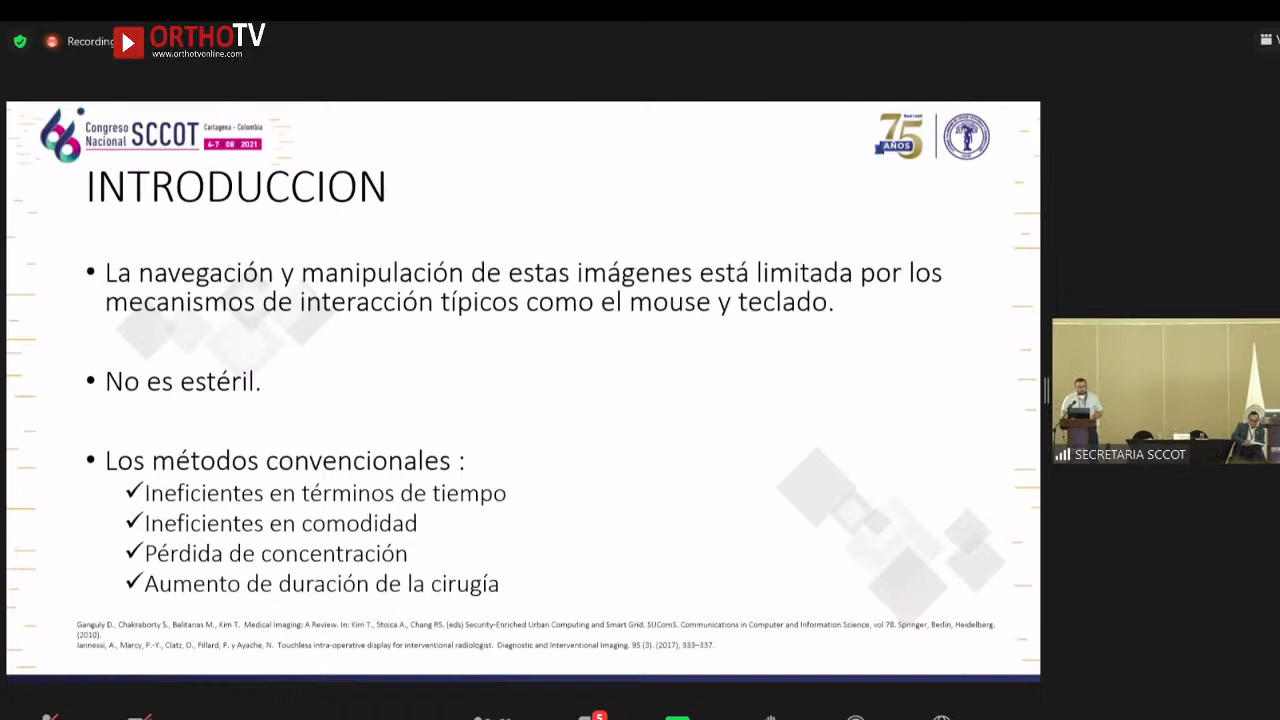 Recording
ORTHOTV
www.orthotvonline.com
Congreso
Nacional SCCOT
Cartagena - Colombia
4-7 08 2021
75
AÑOS
INTRODUCCION
• La navegación y manipulación de estas imágenes está limitada por los
mecanismos de interacción típicos como el mouse y teclado.
• No es estéril.
• Los métodos convencionales :
✓Ineficientes en términos de tiempo
✓Ineficientes en comodidad
✓Pérdida de concentración
✓Aumento de duración de la cirugía
Ganguly D., Chakraborty S., Balitanas M., Kim T. Medical Imaging: A Review. In: Kim T., Stoica A., Chang RS. (eds) Security-Enriched Urban Computing and Smart Grid. SUComS. Communications in Computer and Information Science, vol 78. Springer, Berlin, Heidelberg.
(2010).
Iannessi, A., Marcy, P.-Y., Clatz, O., Fillard, P. y Ayache, N. Touchless intra-operative display for interventional radiologist. Diagnostic and Interventional Imaging. 95 (3). (2017), 333–337.
SECRETARIA SCCOT
5